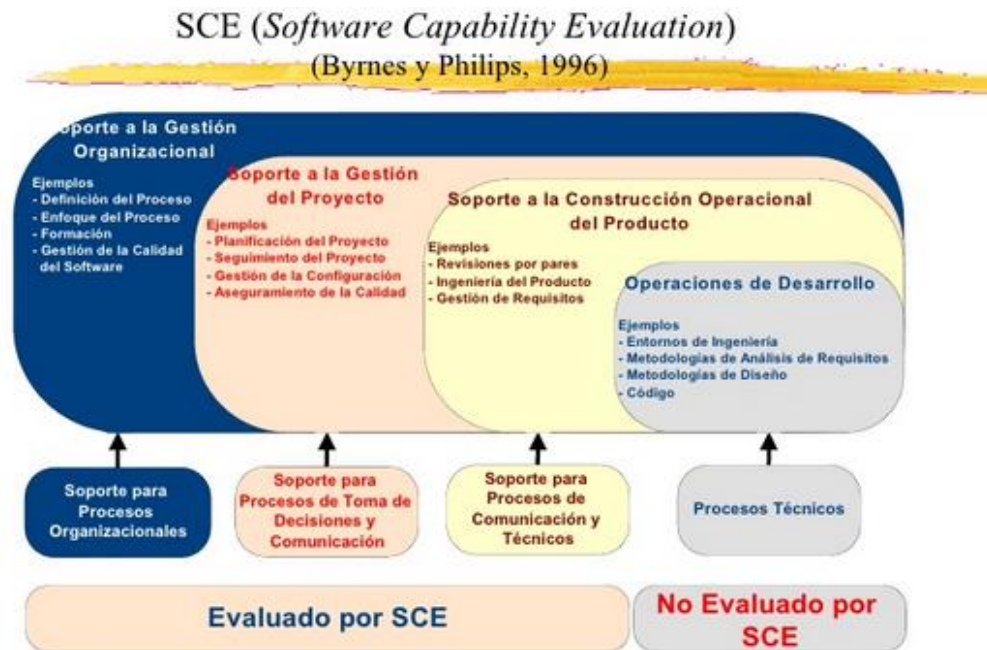 SCE (Software Capability Evaluation)
(Byrnes y Philips, 1996)
Soporte a la Gestión
Organizacional
Ejemplos
- Definición del Proceso
- Enfoque del Proceso
- Formación
- Gestión de la Calidad
del Software
Soporte a la Gestión
del Proyecto
Ejemplos
- Planificación del Proyecto
- Seguimiento del Proyecto
- Gestión de la Configuración
- Aseguramiento de la Calidad
Soporte a la Construcción Operacional
del Producto
Ejemplos
- Revisiones por pares
- Ingeniería del Producto
- Gestión de Requisitos
Operaciones de Desarrollo
Ejemplos
- Entornos de Ingeniería
- Metodologías de Análisis de Requisitos
- Metodologías de Diseño
- Código
Soporte para
Procesos
Organizacionales
Soporte para
Procesos de Toma de
Decisiones y
Comunicación
Soporte para
Procesos de
Comunicación y
Técnicos
Procesos Técnicos
Evaluado por SCE
No Evaluado por
SCE